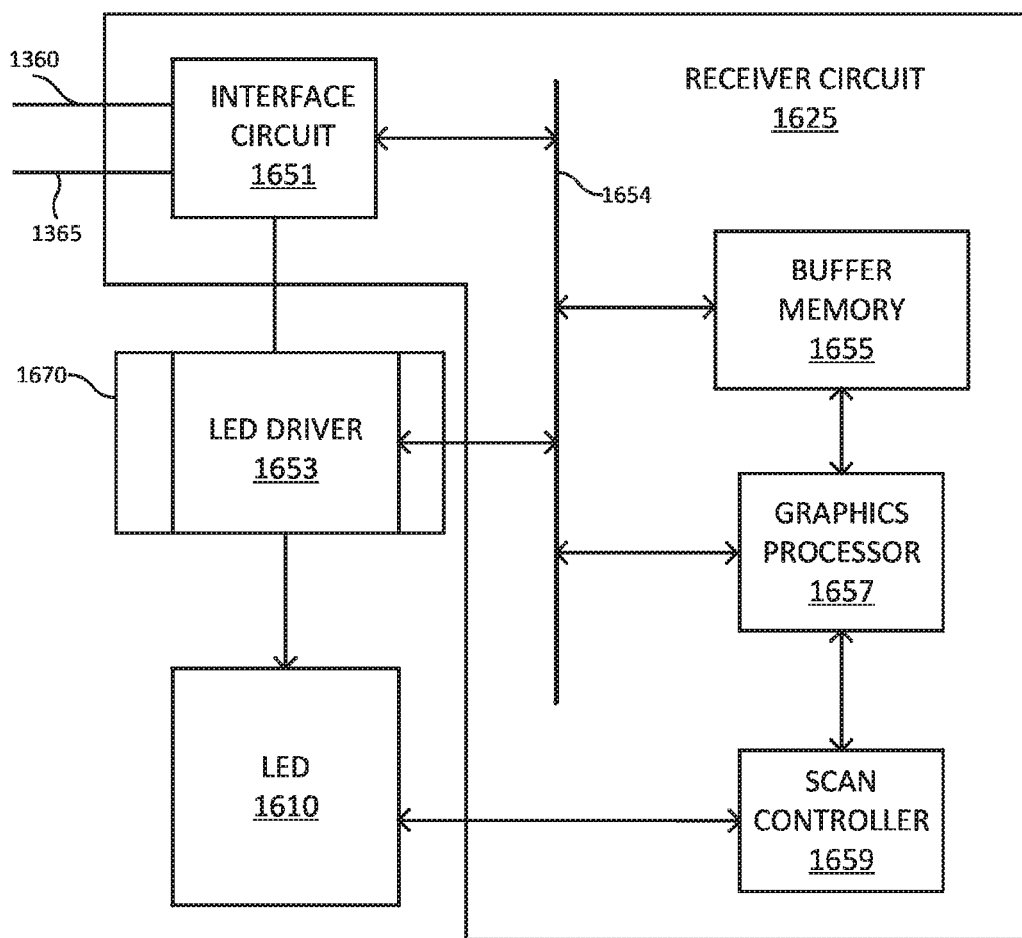 1360
INTERFACE
CIRCUIT
1651
1365
RECEIVER CIRCUIT
1625
1654
BUFFER
MEMORY
1655
1670
LED DRIVER
1653
GRAPHICS
PROCESSOR
1657
LED
1610
SCAN
CONTROLLER
1659